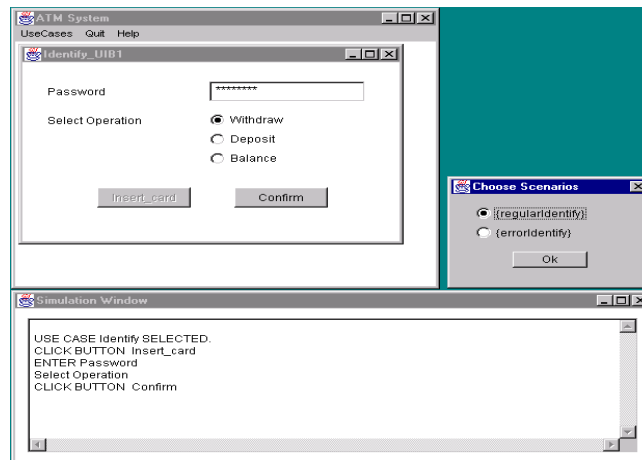 ATM System
UseCases Quit Help
Identify_UIB1
Password ********
Select Operation Withdraw
Deposit
Balance
Insert_card Confirm
Choose Scenarios
{regularIdentify}
{errorIdentify}
Ok
Simulation Window
USE CASE Identify SELECTED.
CLICK BUTTON Insert_card
ENTER Password
Select Operation
CLICK BUTTON Confirm